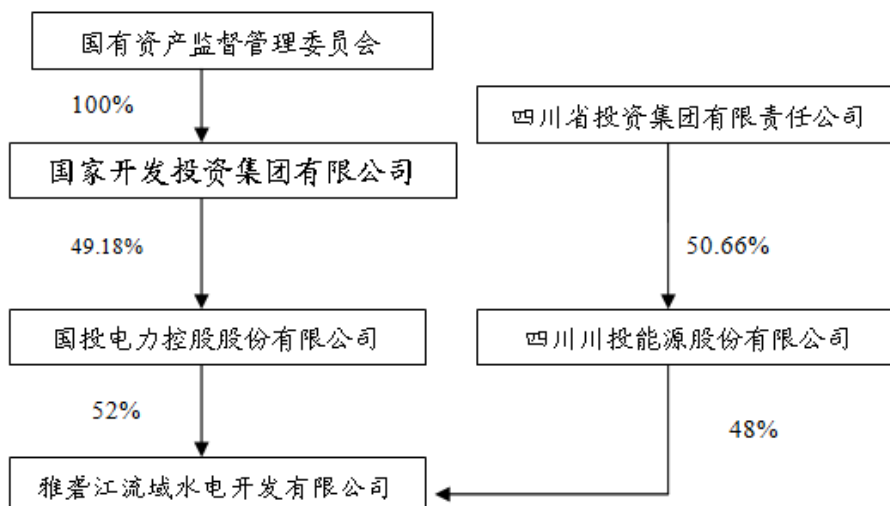 国有资产监督管理委员会
100%
四川省投资集团有限责任公司
国家开发投资集团有限公司
49.18%
50.66%
国投电力控股股份有限公司
四川川投能源股份有限公司
52%
48%
雅砻江流域水电开发有限公司